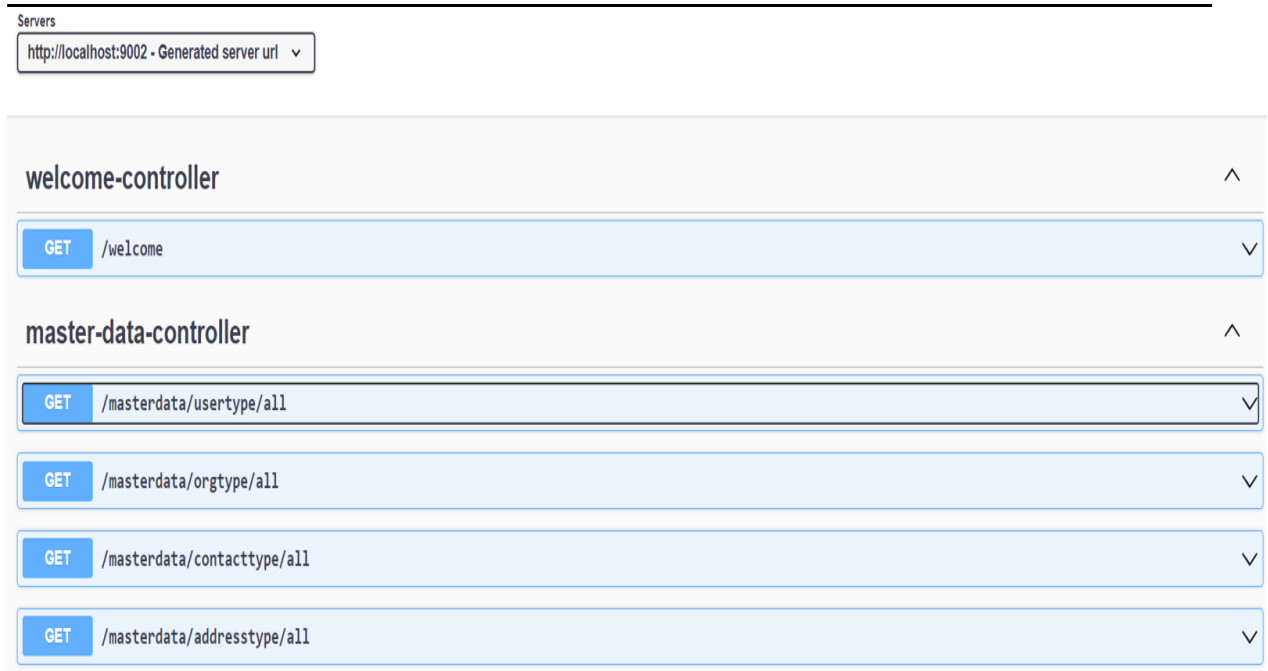 Servers
http://localhost:9002 - Generated server url
welcome-controller
GET /welcome
master-data-controller
GET /masterdata/usertype/all
GET /masterdata/orgtype/all
GET /masterdata/contacttype/all
GET /masterdata/addresstype/all